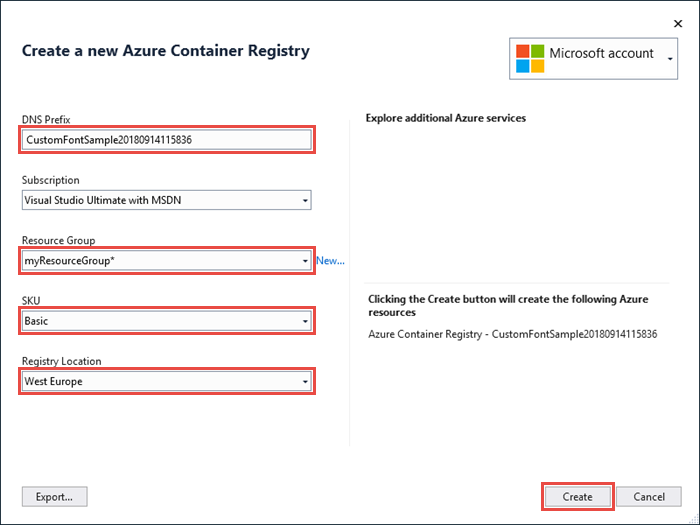 Create a new Azure Container Registry
Microsoft account
DNS Prefix
CustomFontSample20180914115836
Subscription
Visual Studio Ultimate with MSDN
Resource Group
myResourceGroup*
New...
SKU
Basic
Registry Location
West Europe
Explore additional Azure services
Clicking the Create button will create the following Azure
resources
Azure Container Registry - CustomFontSample20180914115836
Export...
Create
Cancel